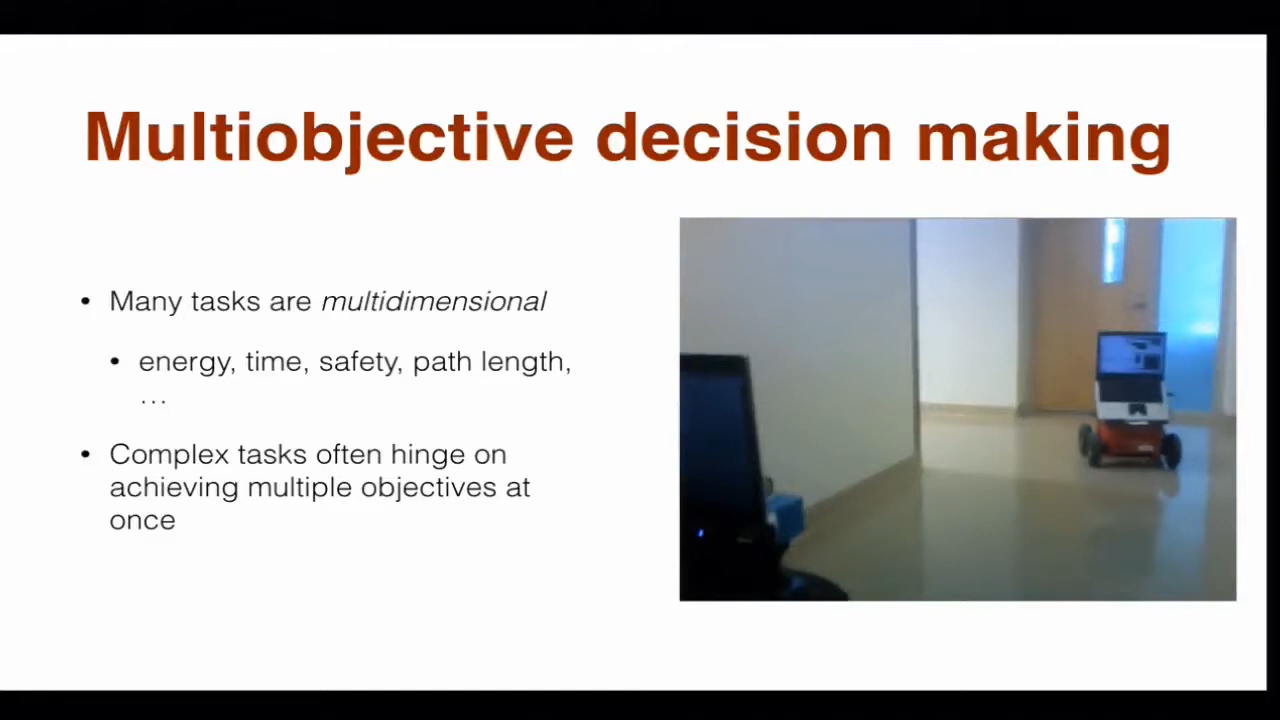 Multiobjective decision making
• Many tasks are multidimensional
• energy, time, safety, path length,
…
• Complex tasks often hinge on
achieving multiple objectives at
once